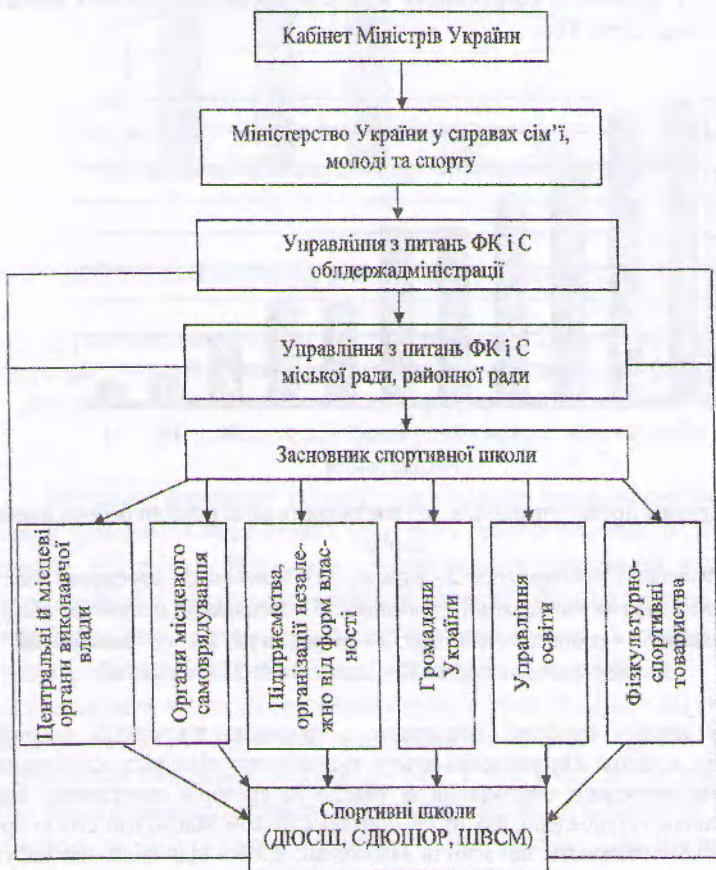 Кабінет Міністрів України
Міністерство України у справах сім’ї,
молоді та спорту
Управління з питань ФК і С
облдержадміністрації
Управління з питань ФК і С
міської ради, районної ради
Засновник спортивної школи
Центральні й місцеві
органи виконавчої
влади
Органи місцевого
самоврядування
Підприємства,
організації незале-
жно від форм влас-
ності
Громадяни
України
Управління
освіти
Фізкультурно-
спортивні
товариства
Спортивні школи
(ДЮСШ, СДЮШОР, ШВСМ)